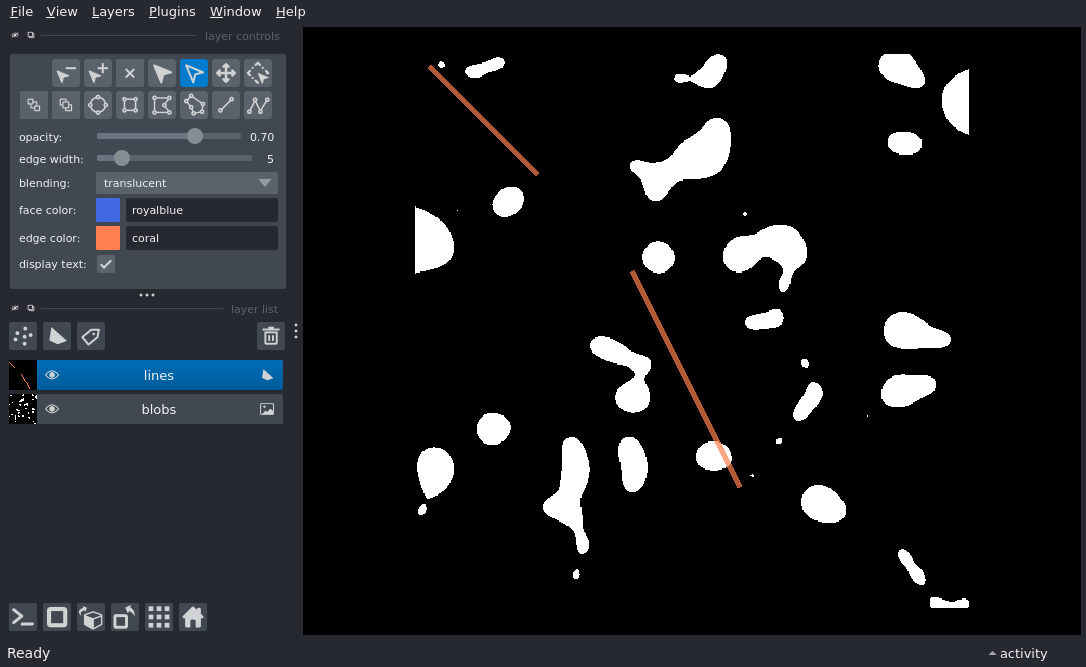 File View Layers Plugins Window Help
layer controls
opacity: 0.70
edge width: 5
blending: translucent
face color: royalblue
edge color: coral
display text:
layer list
lines
blobs
Ready
activity